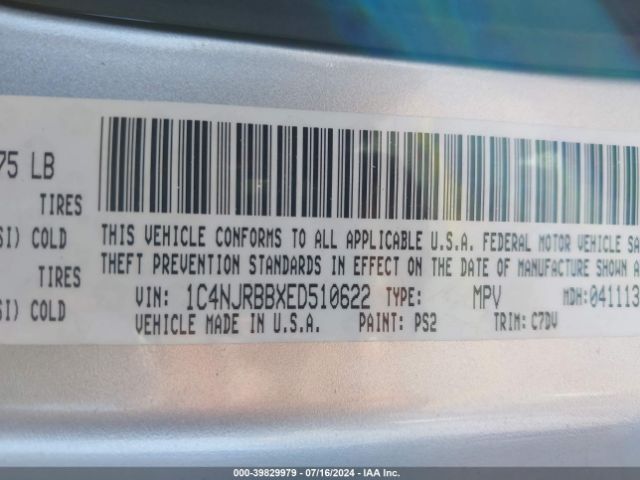 75 LB
TIRES
SI) COLD
TIRES
SI) COLD
THIS VEHICLE CONFORMS TO ALL APPLICABLE U.S.A. FEDERAL MOTOR VEHICLE SA
THEFT PREVENTION STANDARDS IN EFFECT ON THE DATE OF MANUFACTURE SHOWN A
VIN: 1C4NJRBBXED510622 TYPE: MPV MDH:041113
VEHICLE MADE IN U.S.A. PAINT: PS2 TRIM: C7DV
000-39829979 / 07/16/2024 - IAA Inc.